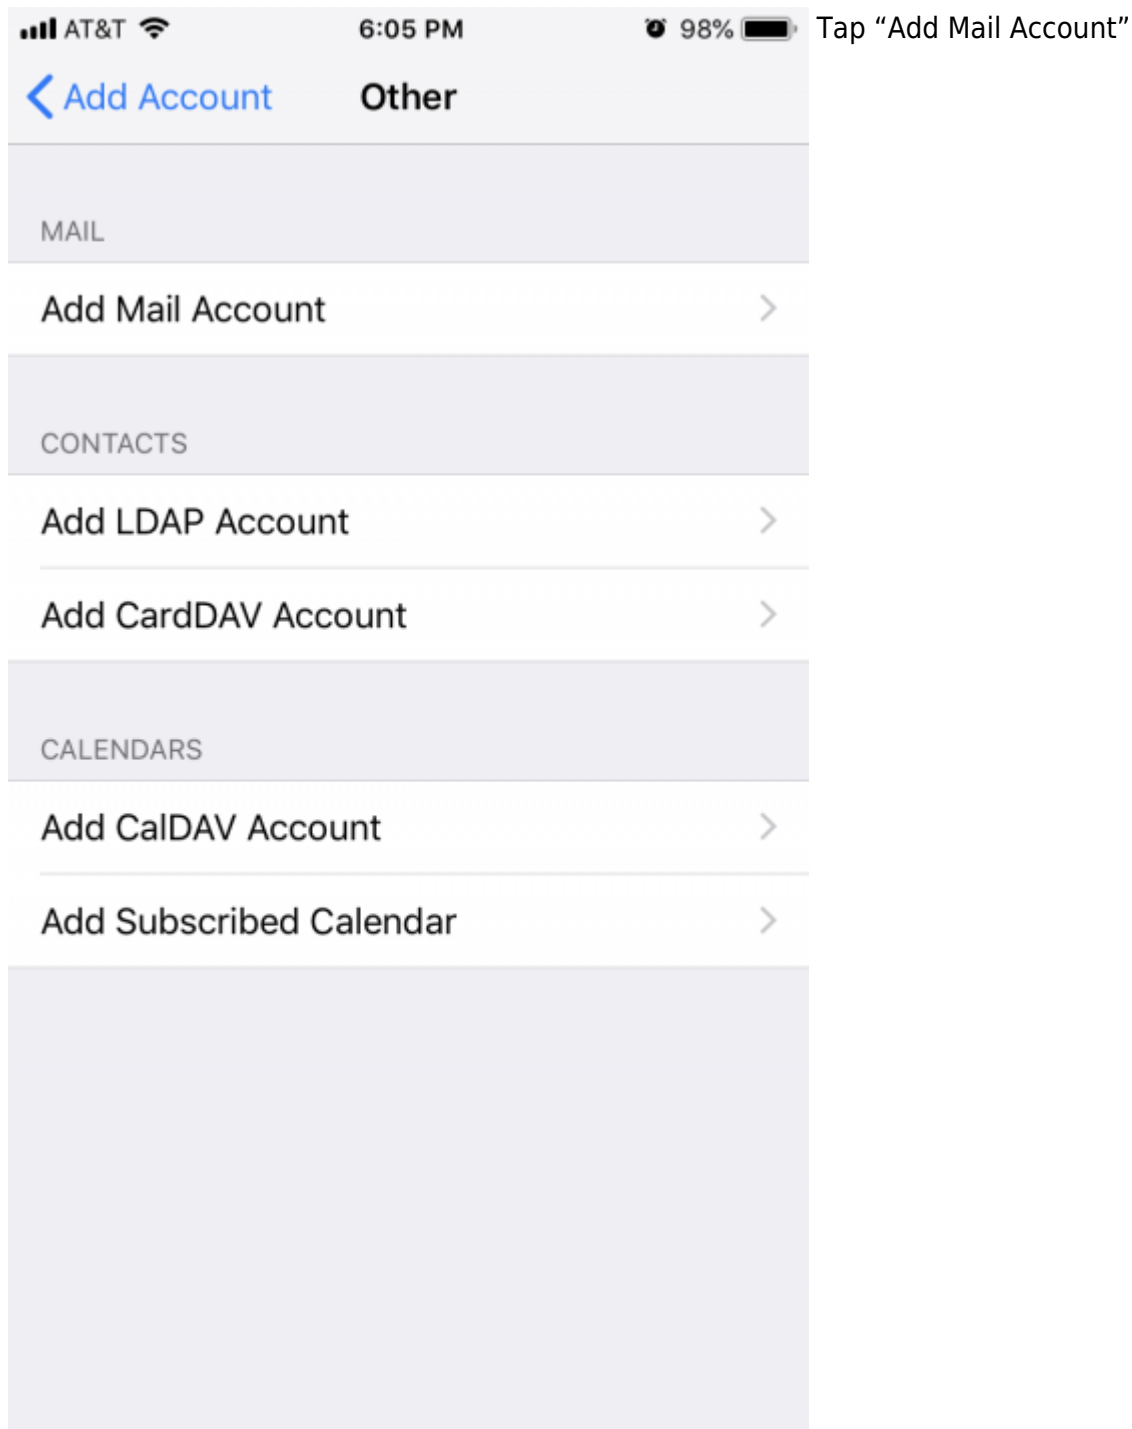 AT&T 6:05 PM 98% Tap “Add Mail Account”
Add Account Other
MAIL
Add Mail Account
CONTACTS
Add LDAP Account
Add CardDAV Account
CALENDARS
Add CalDAV Account
Add Subscribed Calendar